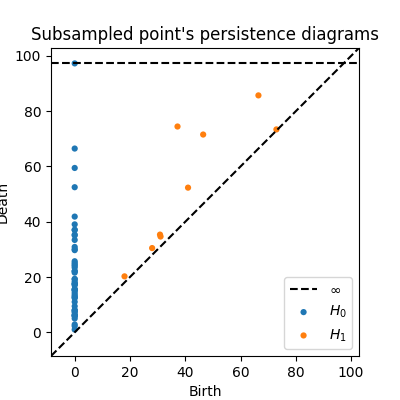 Subsampled point's persistence diagrams
100
80
60
40
20
0
Death
0 20 40 60 80 100
Birth
∞
H₀
H₁